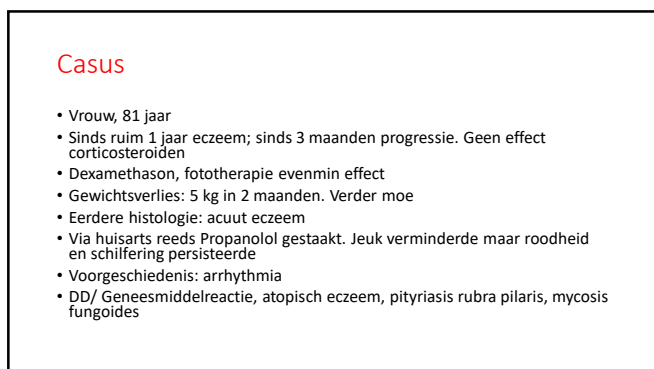 Casus
• Vrouw, 81 jaar
• Sinds ruim 1 jaar eczeem; sinds 3 maanden progressie. Geen effect
corticosteroiden
• Dexamethason, fototherapie evenmin effect
• Gewichtsverlies: 5 kg in 2 maanden. Verder moe
• Eerdere histologie: acuut eczeem
• Via huisarts reeds Propanolol gestaakt. Jeuk verminderde maar roodheid
en schilfering persisteerde
• Voorgeschiedenis: arrhythmia
• DD/ Geneesmiddelreactie, atopisch eczeem, pityriasis rubra pilaris, mycosis
fungoides